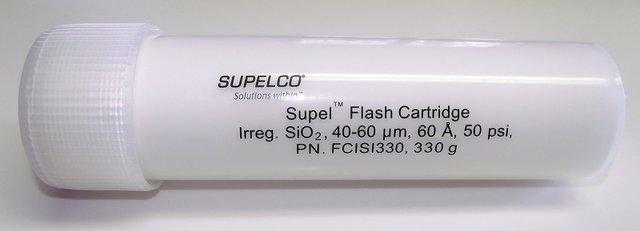 SUPELCO®
Solutions within™
Supel™ Flash Cartridge
Irreg. SiO₂, 40-60 µm, 60 Å, 50 psi,
PN. FCISI330, 330 g